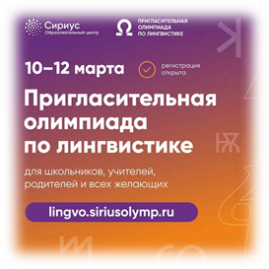 Сириус
Образовательный центр
ПРИГЛАСИТЕЛЬНАЯ
ОЛИМПИАДА
ПО ЛИНГВИСТИКЕ
10–12 марта
регистрация
открыта
Пригласительная
олимпиада
по лингвистике
для школьников, учителей,
родителей и всех желающих
lingvo.siriusolymp.ru